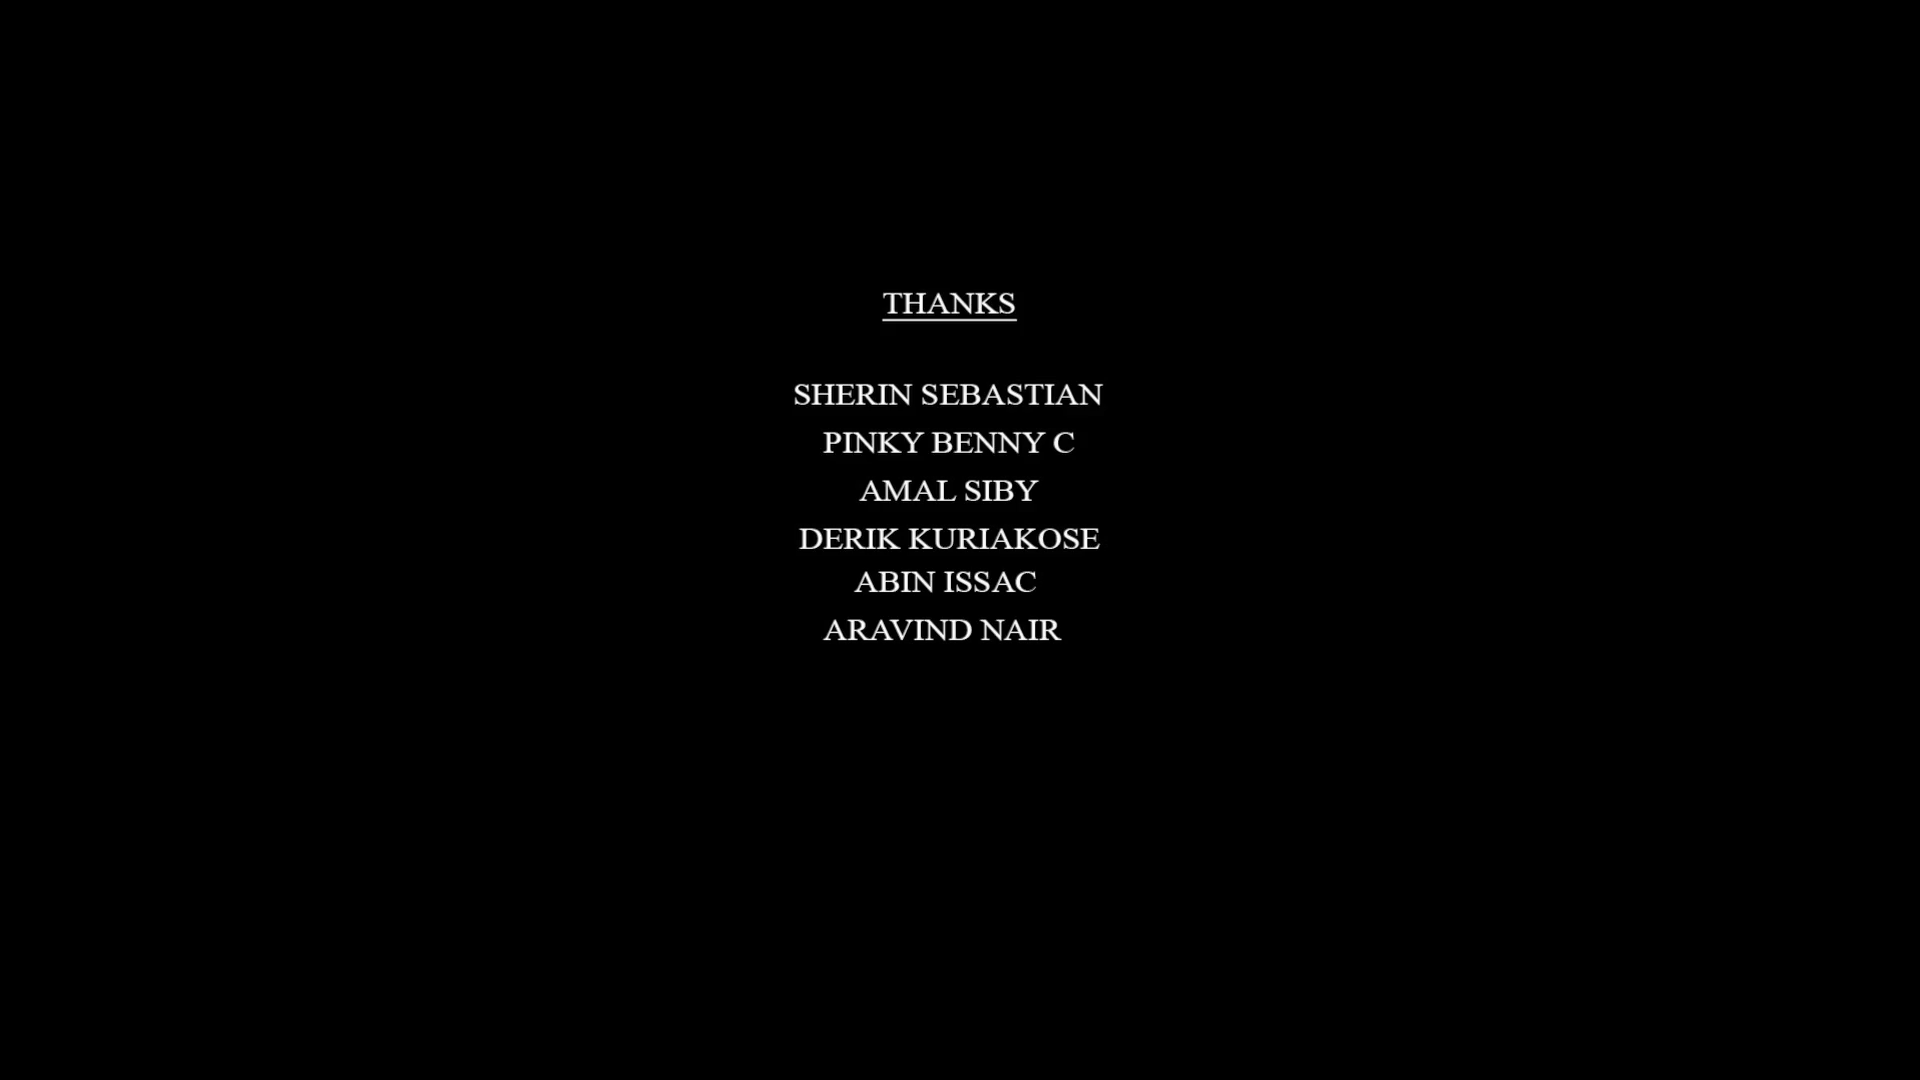 THANKS
SHERIN SEBASTIAN
PINKY BENNY C
AMAL SIBY
DERIK KURIAKOSE
ABIN ISSAC
ARAVIND NAIR